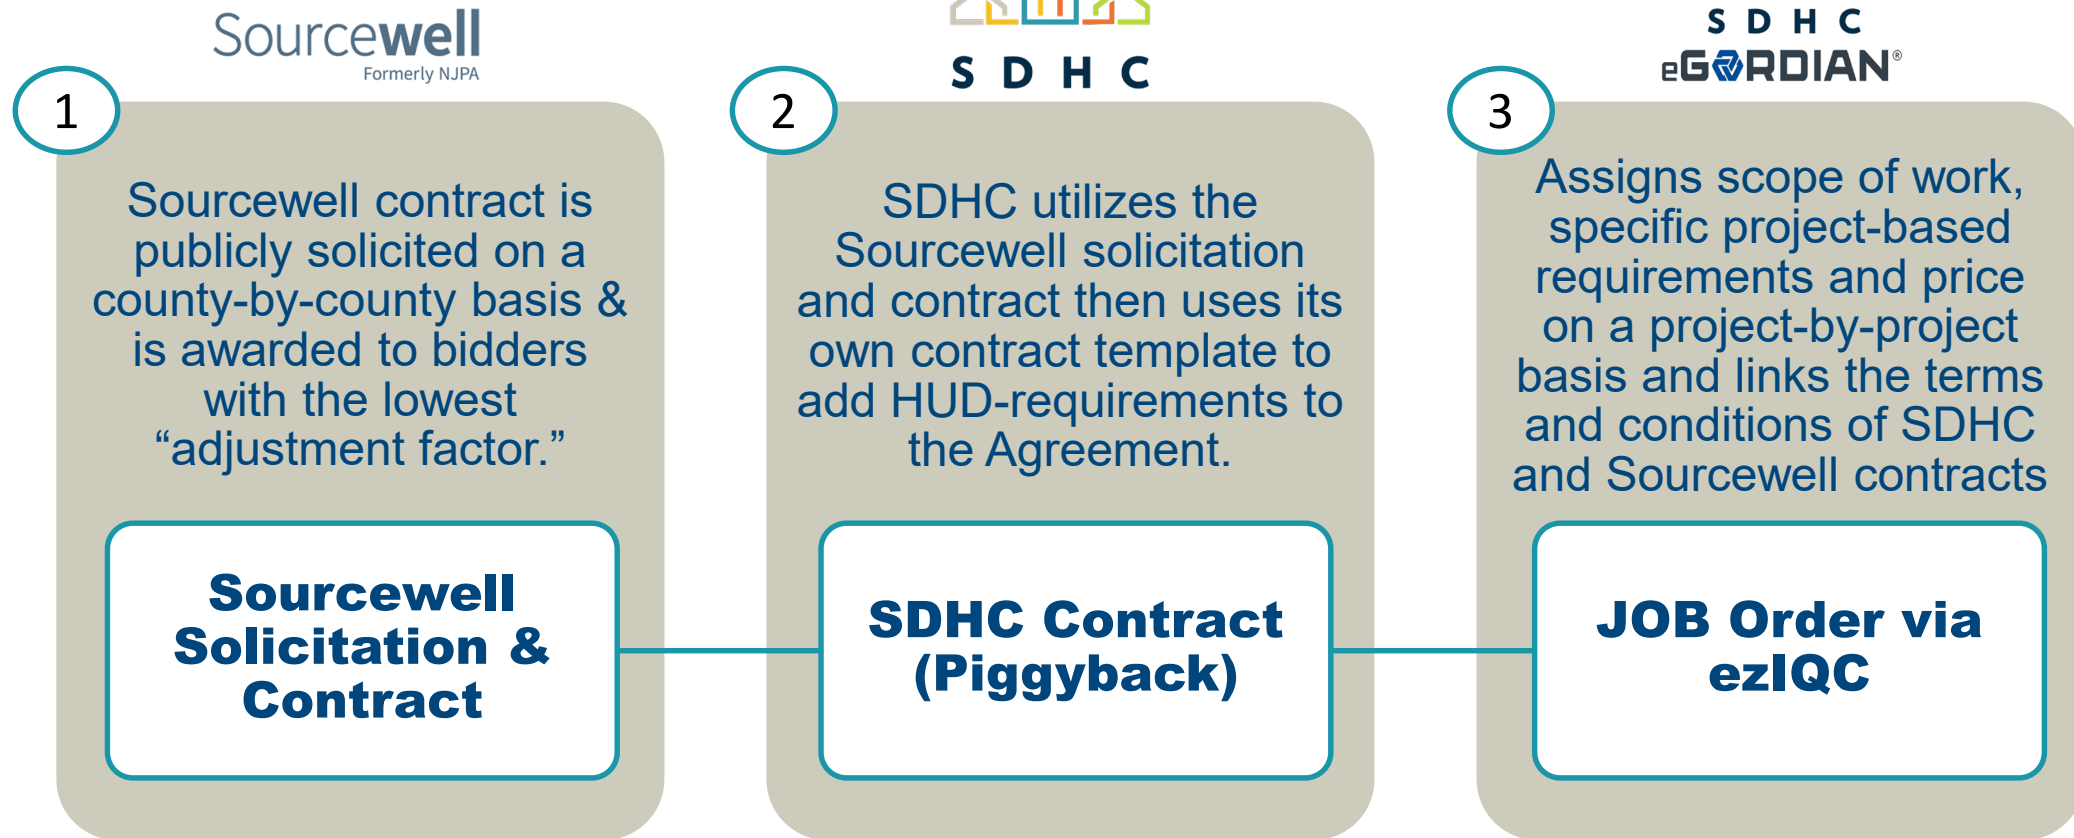 Sourcewell
Formerly NJPA
1
Sourcewell contract is
publicly solicited on a
county-by-county basis &
is awarded to bidders
with the lowest
“adjustment factor.”
Sourcewell
Solicitation &
Contract
SDHC
2
SDHC utilizes the
Sourcewell solicitation
and contract then uses its
own contract template to
add HUD-requirements to
the Agreement.
SDHC Contract
(Piggyback)
SDHC
eGORDIAN®
3
Assigns scope of work,
specific project-based
requirements and price
on a project-by-project
basis and links the terms
and conditions of SDHC
and Sourcewell contracts
JOB Order via
ezIQC